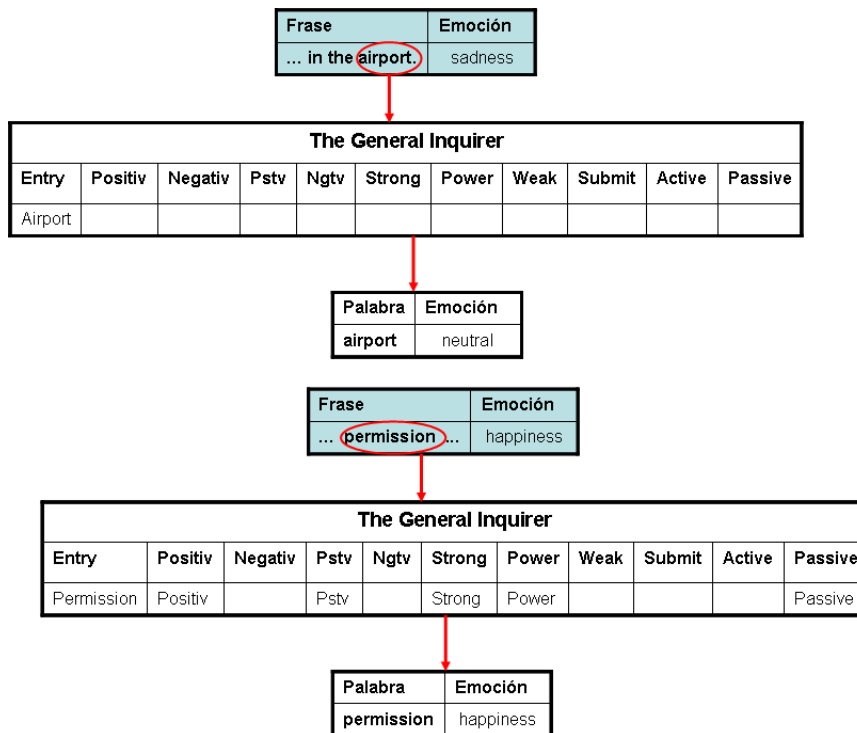 Frase Emoción
... in the airport. sadness
The General Inquirer
Entry Positiv Negativ Pstv Ngtv Strong Power Weak Submit Active Passive
Airport
Palabra Emoción
airport neutral
Frase Emoción
... permission ... happiness
The General Inquirer
Entry Positiv Negativ Pstv Ngtv Strong Power Weak Submit Active Passive
Permission Positiv Pstv Strong Power Passive
Palabra Emoción
permission happiness